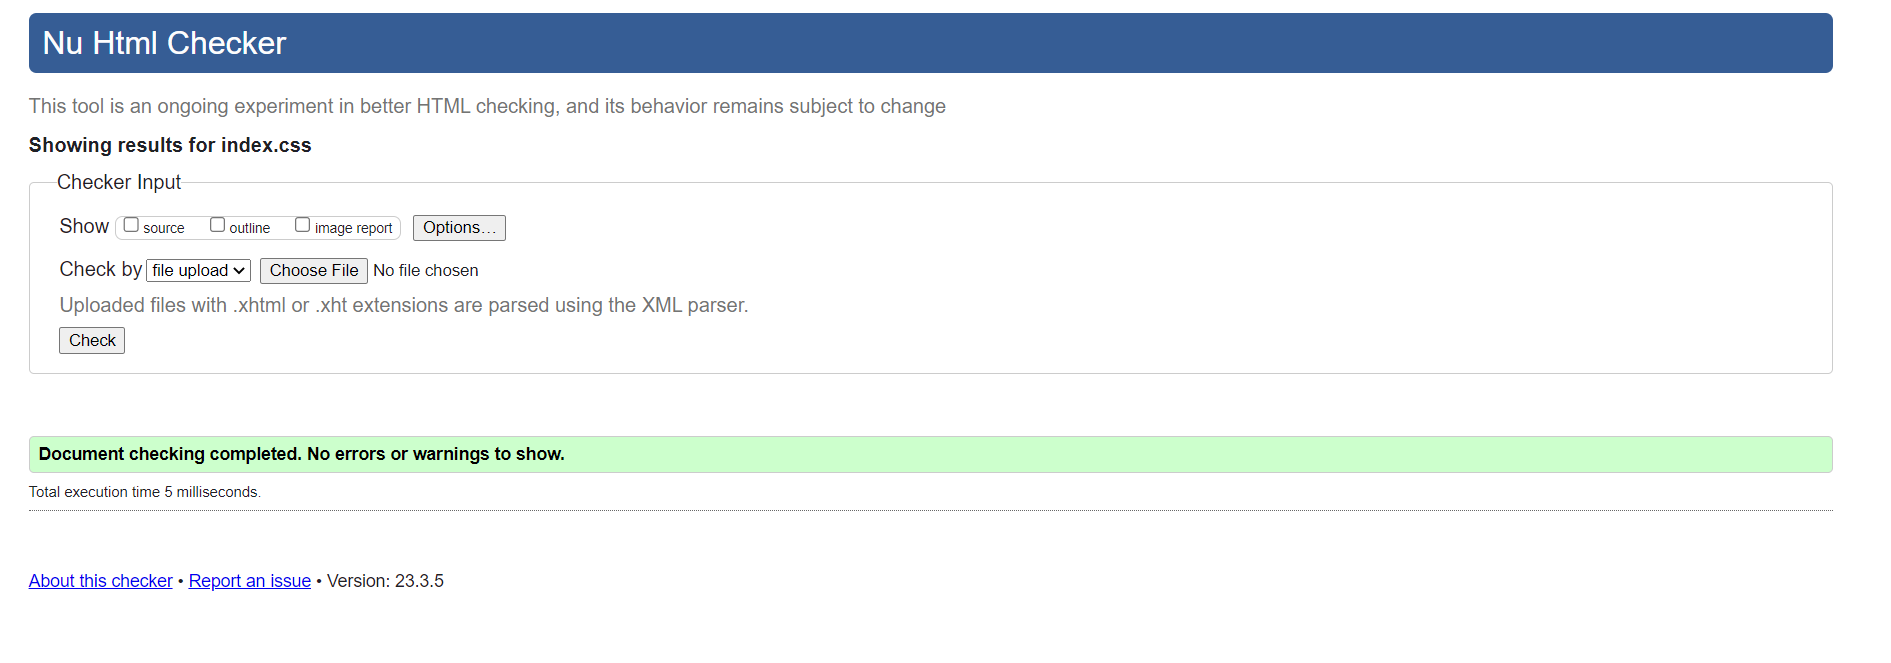 Nu Html Checker
This tool is an ongoing experiment in better HTML checking, and its behavior remains subject to change
Showing results for index.css
Checker Input
Show source outline image report Options…
Check by file upload Choose File No file chosen
Uploaded files with .xhtml or .xht extensions are parsed using the XML parser.
Check
Document checking completed. No errors or warnings to show.
Total execution time 5 milliseconds.
About this checker • Report an issue • Version: 23.3.5